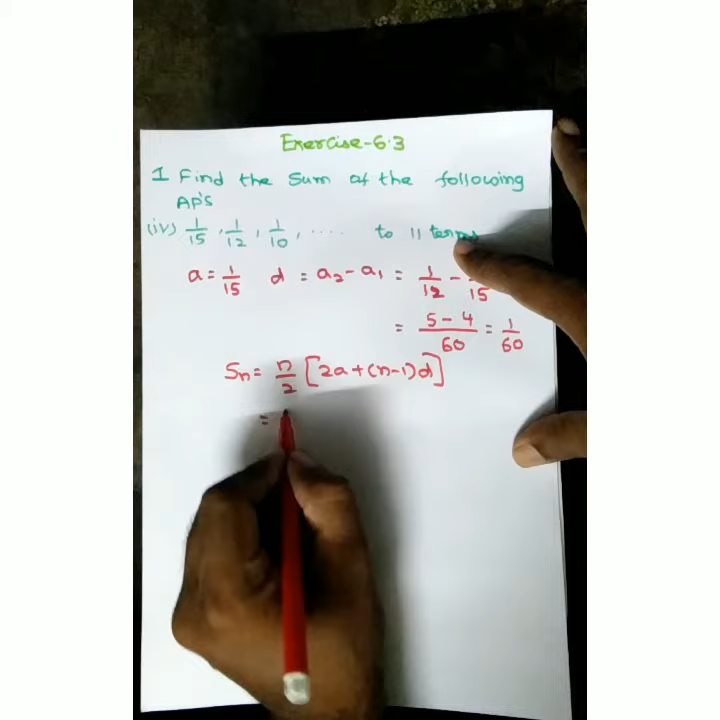 Exercise-6.3
1 Find the sum of the following
AP's
(iv) 1/15, 1/12, 1/10, ..... to 11 terms
a = 1/15 d = a₂ - a₁ = 1/12 - /15
= 5-4/60 = 1/60
Sn = n/2 [2a+(n-1)d]
=